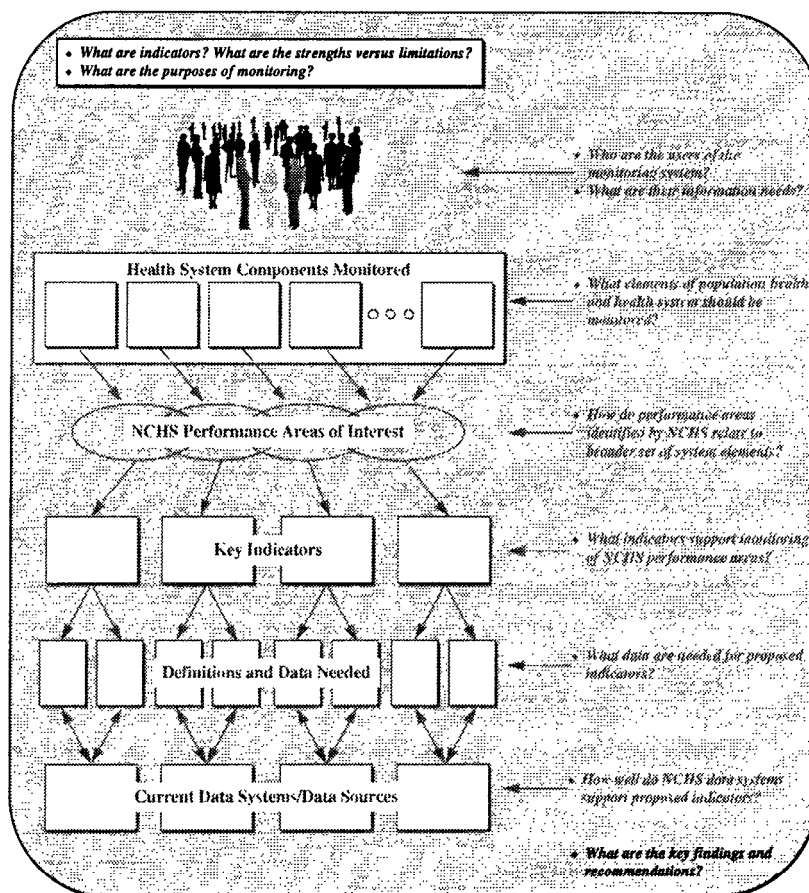 • What are indicators? What are the strengths versus limitations?
• What are the purposes of monitoring?
• Who are the users of the
monitoring system?
• What are their information needs?
Health System Components Monitored
• What elements of population health
and health system should be
monitored?
NCHS Performance Areas of Interest
• How do performance areas
identified by NCHS relate to
broader set of system elements?
Key Indicators
• What indicators support monitoring
of NCHS performance areas?
Definitions and Data Needed
• What data are needed for proposed
indicators?
Current Data Systems/Data Sources
• How well do NCHS data systems
support proposed indicators?
• What are the key findings and
recommendations?